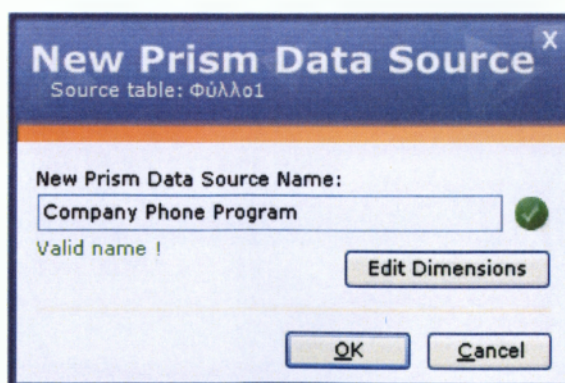 New Prism Data Source
X
Source table: Φύλλο1
New Prism Data Source Name:
Company Phone Program
Valid name !
Edit Dimensions
OK
Cancel